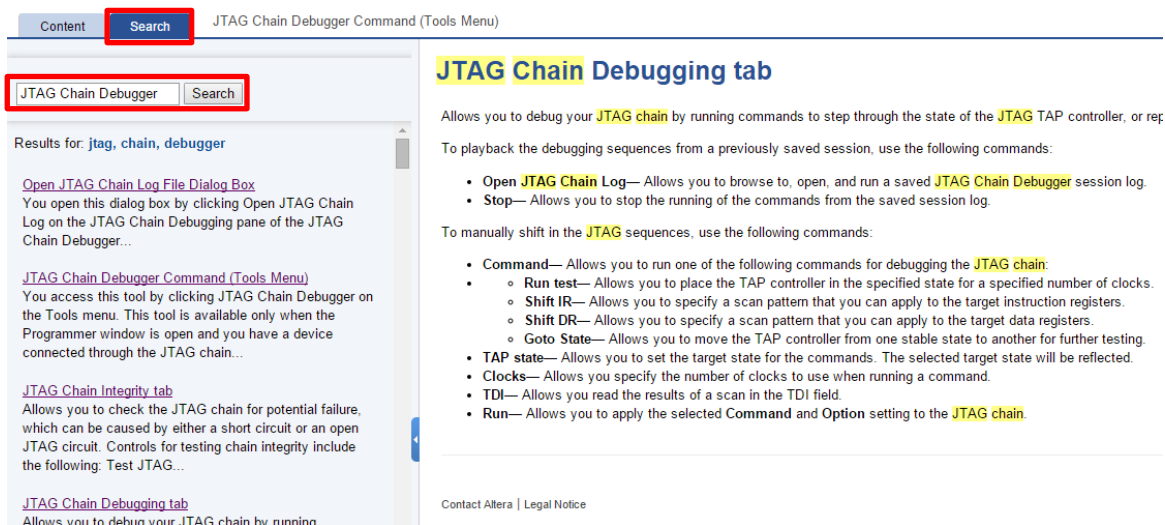 Content
Search
JTAG Chain Debugger Command (Tools Menu)
JTAG Chain Debugger
Search
Results for: jtag, chain, debugger
Open JTAG Chain Log File Dialog Box
You open this dialog box by clicking Open JTAG Chain
Log on the JTAG Chain Debugging pane of the JTAG
Chain Debugger...
JTAG Chain Debugger Command (Tools Menu)
You access this tool by clicking JTAG Chain Debugger on
the Tools menu. This tool is available only when the
Programmer window is open and you have a device
connected through the JTAG chain...
JTAG Chain Integrity tab
Allows you to check the JTAG chain for potential failure,
which can be caused by either a short circuit or an open
JTAG circuit. Controls for testing chain integrity include
the following: Test JTAG...
JTAG Chain Debugging tab
Allows you to debug your JTAG chain by running
JTAG Chain Debugging tab
Allows you to debug your JTAG chain by running commands to step through the state of the JTAG TAP controller, or rep
To playback the debugging sequences from a previously saved session, use the following commands:
• Open JTAG Chain Log— Allows you to browse to, open, and run a saved JTAG Chain Debugger session log.
• Stop— Allows you to stop the running of the commands from the saved session log.
To manually shift in the JTAG sequences, use the following commands:
• Command— Allows you to run one of the following commands for debugging the JTAG chain:
• ◦ Run test— Allows you to place the TAP controller in the specified state for a specified number of clocks.
◦ Shift IR— Allows you to specify a scan pattern that you can apply to the target instruction registers.
◦ Shift DR— Allows you to specify a scan pattern that you can apply to the target data registers.
◦ Goto State— Allows you to move the TAP controller from one stable state to another for further testing.
• TAP state— Allows you to set the target state for the commands. The selected target state will be reflected.
• Clocks— Allows you specify the number of clocks to use when running a command.
• TDI— Allows you read the results of a scan in the TDI field.
• Run— Allows you to apply the selected Command and Option setting to the JTAG chain.
Contact Altera | Legal Notice